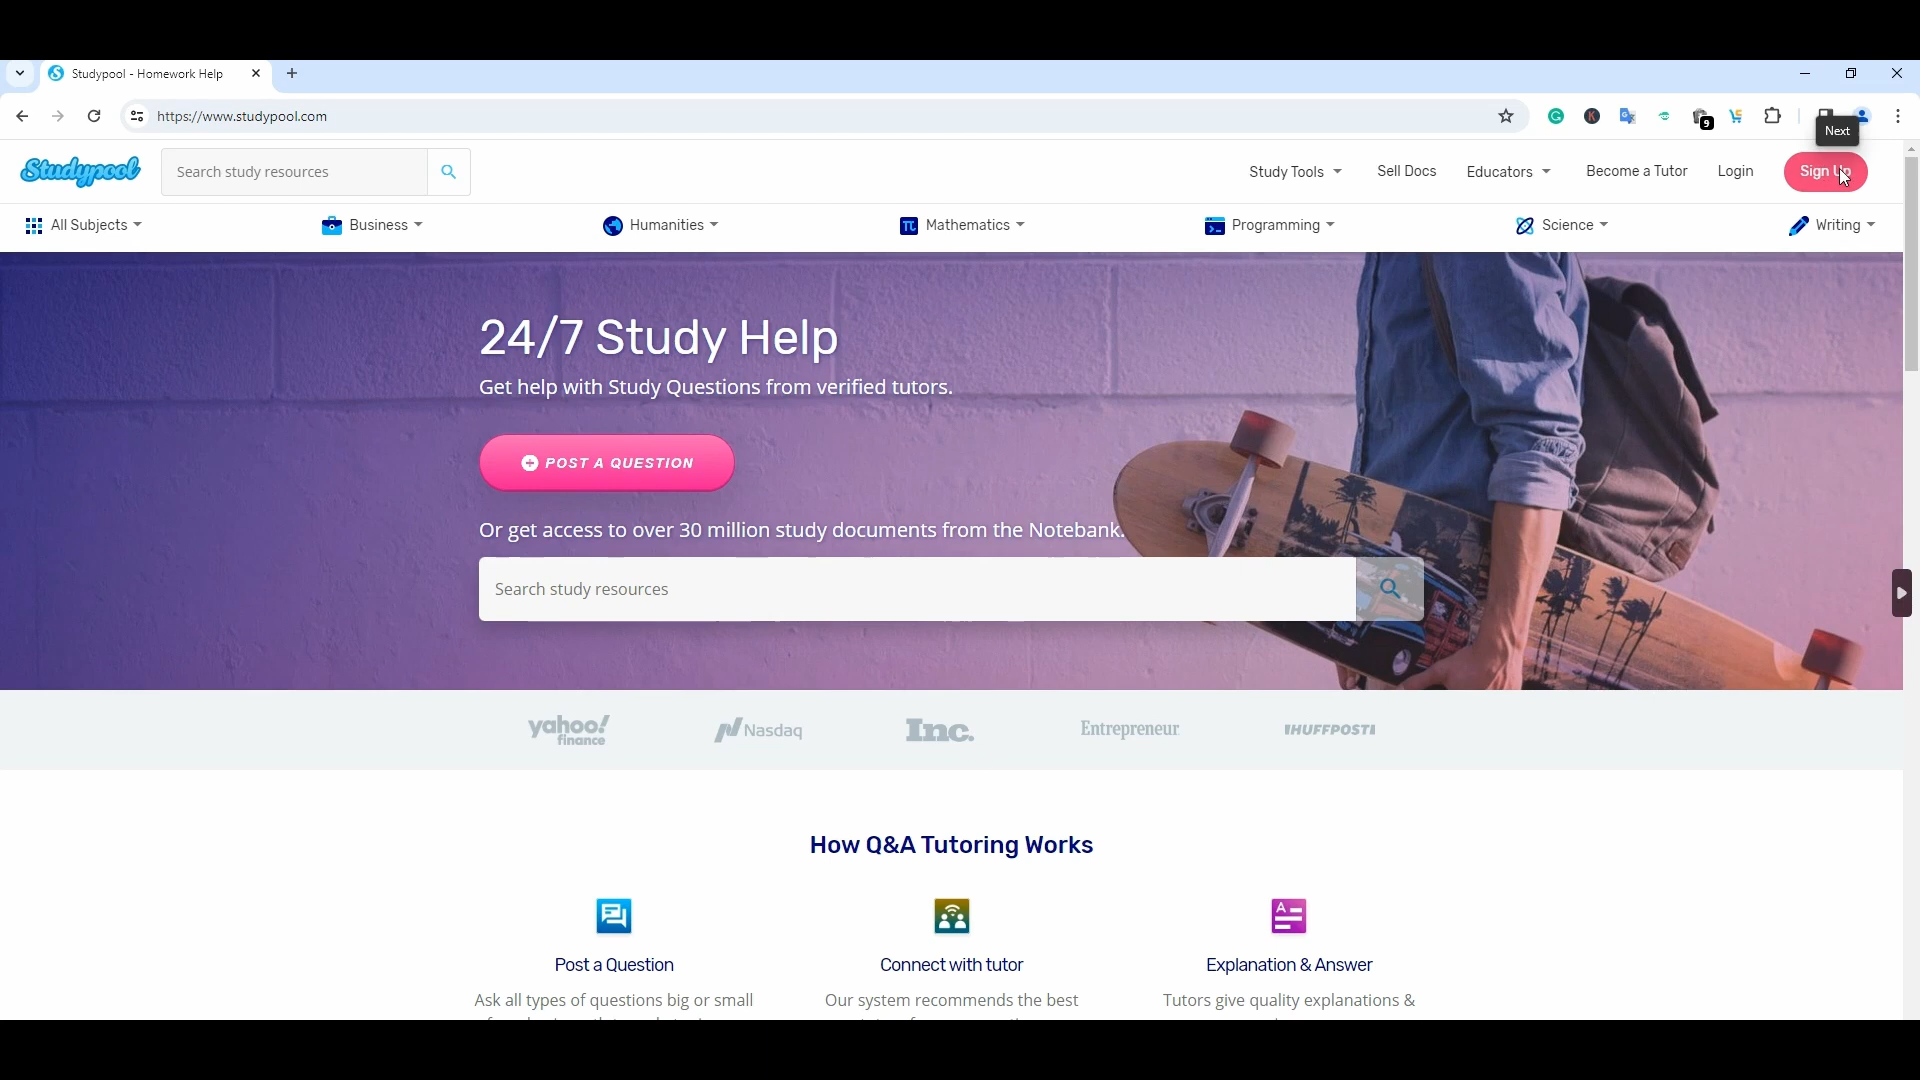 Studypool - Homework Help
https://www.studypool.com
9
Next
Studypool
Search study resources
Study Tools
Sell Docs
Educators
Become a Tutor
Login
Sign Up
All Subjects
Business
Humanities
Mathematics
Programming
Science
Writing
24/7 Study Help
Get help with Study Questions from verified tutors.
POST A QUESTION
Or get access to over 30 million study documents from the Notebank.
Search study resources
yahoo!
finance
Nasdaq
Inc.
Entrepreneur
HUFFPOST
How Q&A Tutoring Works
Post a Question
Connect with tutor
Explanation & Answer
Ask all types of questions big or small
Our system recommends the best
Tutors give quality explanations &